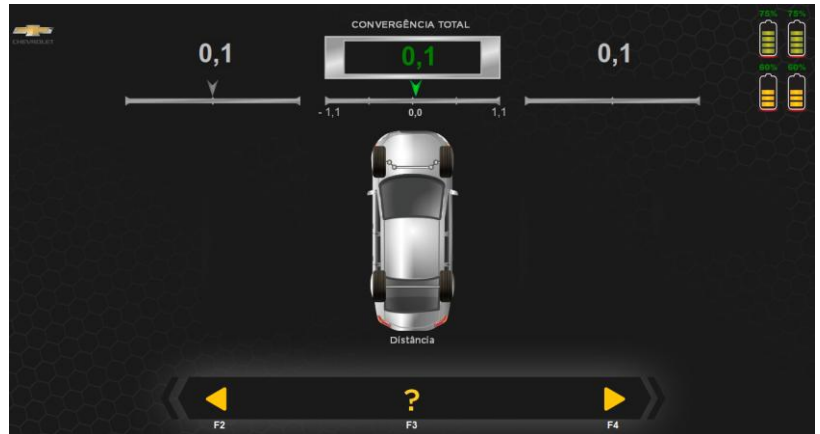 CHEVROLET
CONVERGÊNCIA TOTAL
75% 75%
0,1
0,1
0,1
60% 60%
- 1,1
0,0
1,1
Distância
?
F2
F3
F4